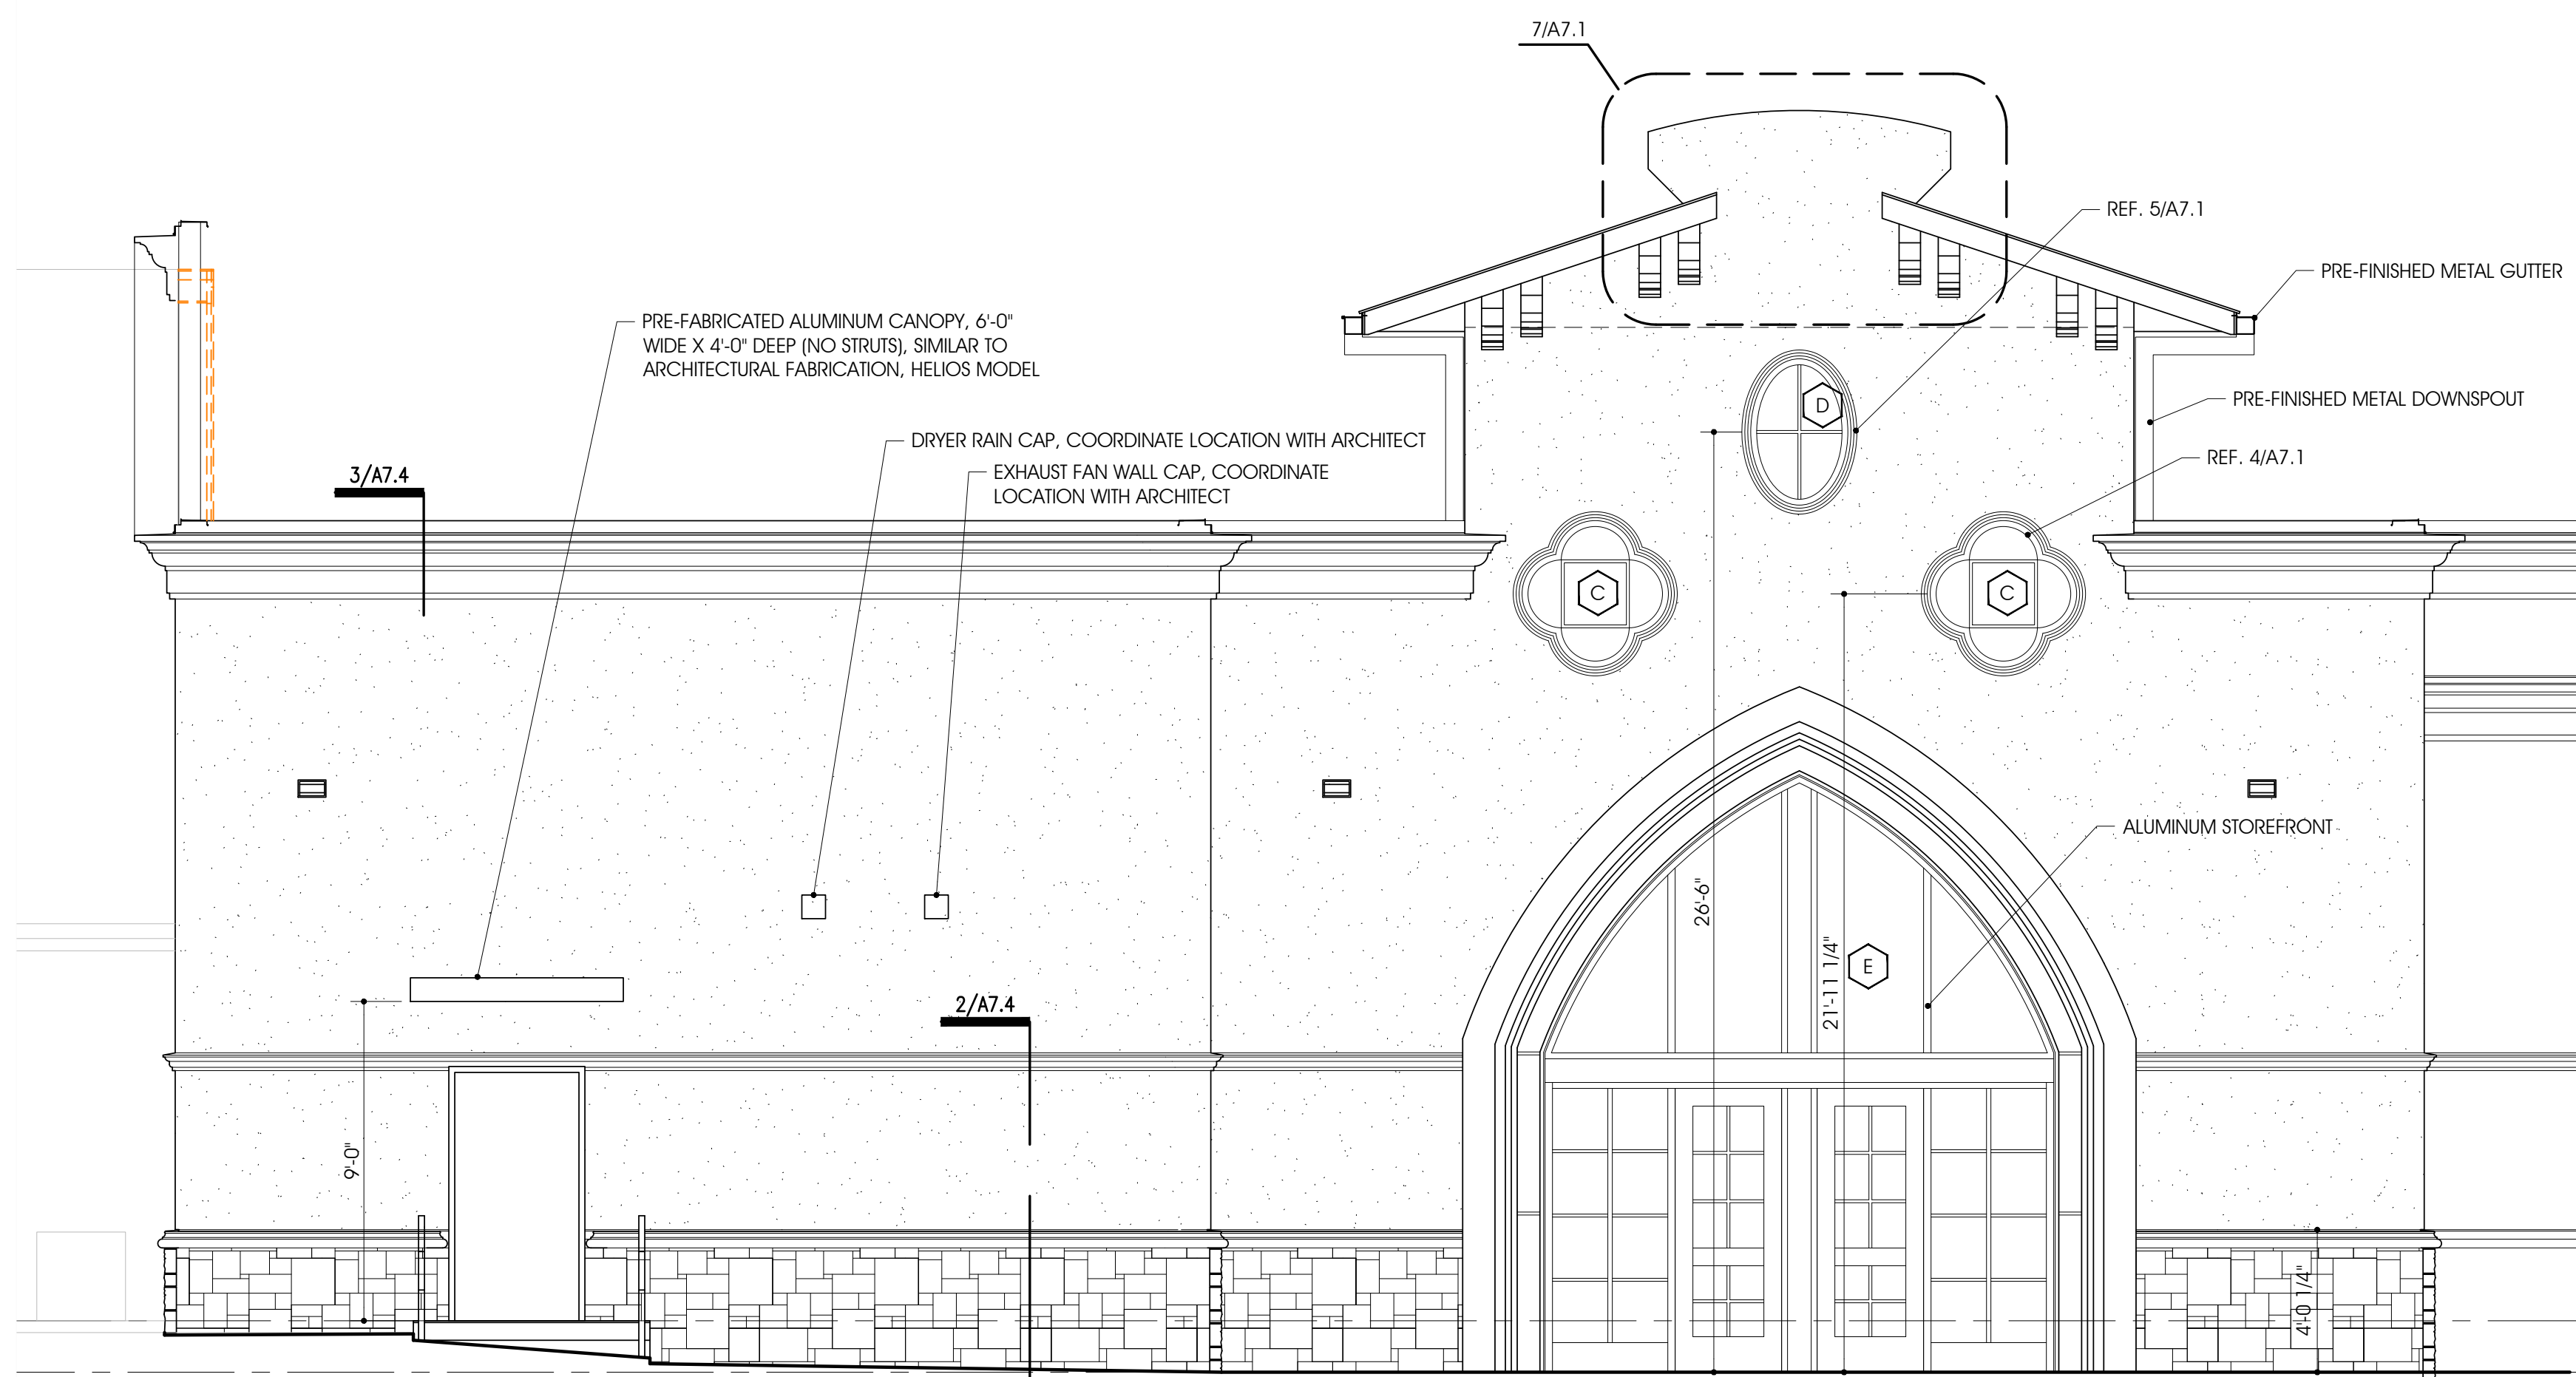 7/A7.1
REF. 5/A7.1
PRE-FINISHED METAL GUTTER
PRE-FABRICATED ALUMINUM CANOPY, 6'-0"
WIDE X 4'-0" DEEP (NO STRUTS), SIMILAR TO
ARCHITECTURAL FABRICATION, HELIOS MODEL
D
PRE-FINISHED METAL DOWNSPOUT
DRYER RAIN CAP, COORDINATE LOCATION WITH ARCHITECT
REF. 4/A7.1
3/A7.4
EXHAUST FAN WALL CAP, COORDINATE
LOCATION WITH ARCHITECT
C
C
ALUMINUM STOREFRONT
26'-6"
21'-11 1/4"
E
2/A7.4
9'-0"
4'-0 1/4"